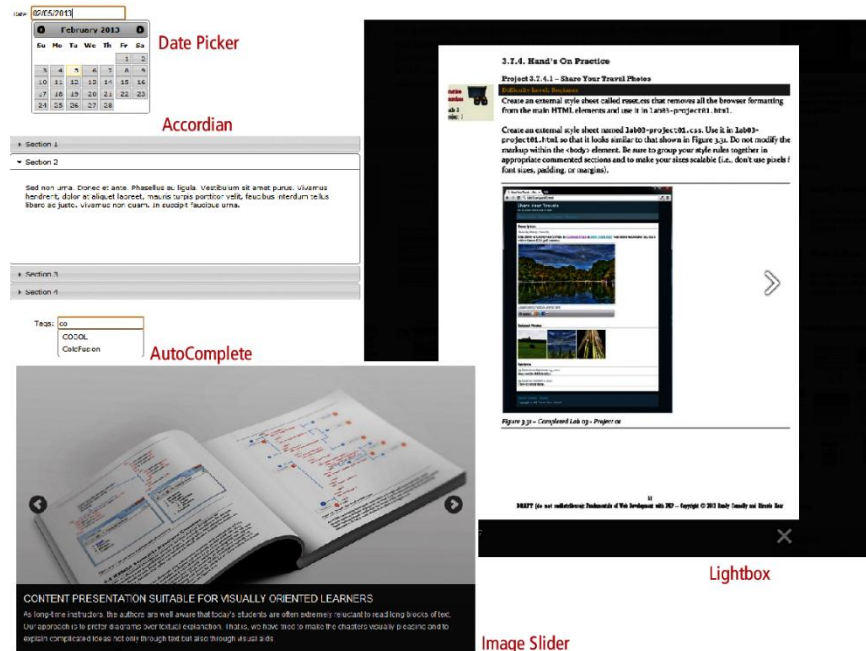 Date: 02/05/2013
February 2013
Su Mo Tu We Th Fr Sa
1 2
3 4 5 6 7 8 9
10 11 12 13 14 15 16
17 18 19 20 21 22 23
24 25 26 27 28
Date Picker
Accordian
Section 1
Section 2
Sed non urna. Donec et ante. Phasellus eu ligula. Vestibulum sit amet purus. Vivamus
hendrerit, dolor at aliquet laoreet, mauris turpis porttitor velit, faucibus interdum tellus
libero ac justo. Vivamus non quam. In suscipit faucibus urna.
Section 3
Section 4
Tags: co
COBOL
ColdFusion
AutoComplete
CONTENT PRESENTATION SUITABLE FOR VISUALLY ORIENTED LEARNERS
As long-time instructors, the authors are well aware that today's students are often extremely reluctant to read long blocks of text.
Our approach is to prefer diagrams over textual explanation. That is, we have tried to make the chapters visually pleasing and to
explain complicated ideas not only through text but also through visual aids.
Image Slider
3.7.4. Hand's On Practice
Project 3.7.4.1 – Share Your Travel Photos
Difficulty Level: Beginner
Create an external style sheet called reset.css that removes all the browser formatting
from the main HTML elements and use it in lab03-project01.html.
Create an external style sheet named lab03-project01.css. Use it in lab03-
project01.html so that it looks similar to that shown in Figure 3.31. Do not modify the
markup within the <body> element. Be sure to group your style rules together in
appropriate commented sections and to make your sizes scalable (i.e., don't use pixels f
font sizes, padding, or margins).
Share Your Travels
Figure 3.31 – Completed Lab 03 - Project 01
DRAFT (do not redistribute): Fundamentals of Web Development with PHP – Copyright © 2012 Randy Connolly and Ricardo Hoar
Lightbox